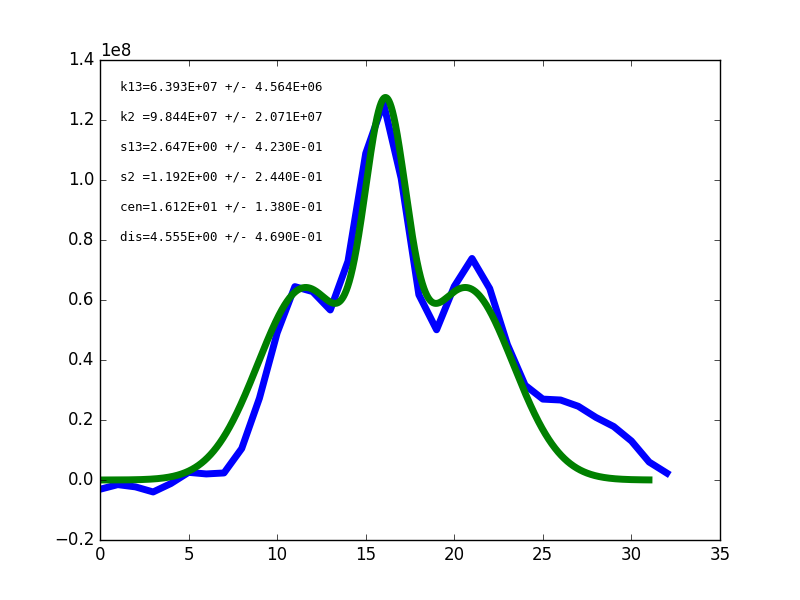 1e8
1.4
1.2
1.0
0.8
0.6
0.4
0.2
0.0
−0.2
k13=6.393E+07 +/- 4.564E+06
k2 =9.844E+07 +/- 2.071E+07
s13=2.647E+00 +/- 4.230E-01
s2 =1.192E+00 +/- 2.440E-01
cen=1.612E+01 +/- 1.380E-01
dis=4.555E+00 +/- 4.690E-01
0 5 10 15 20 25 30 35